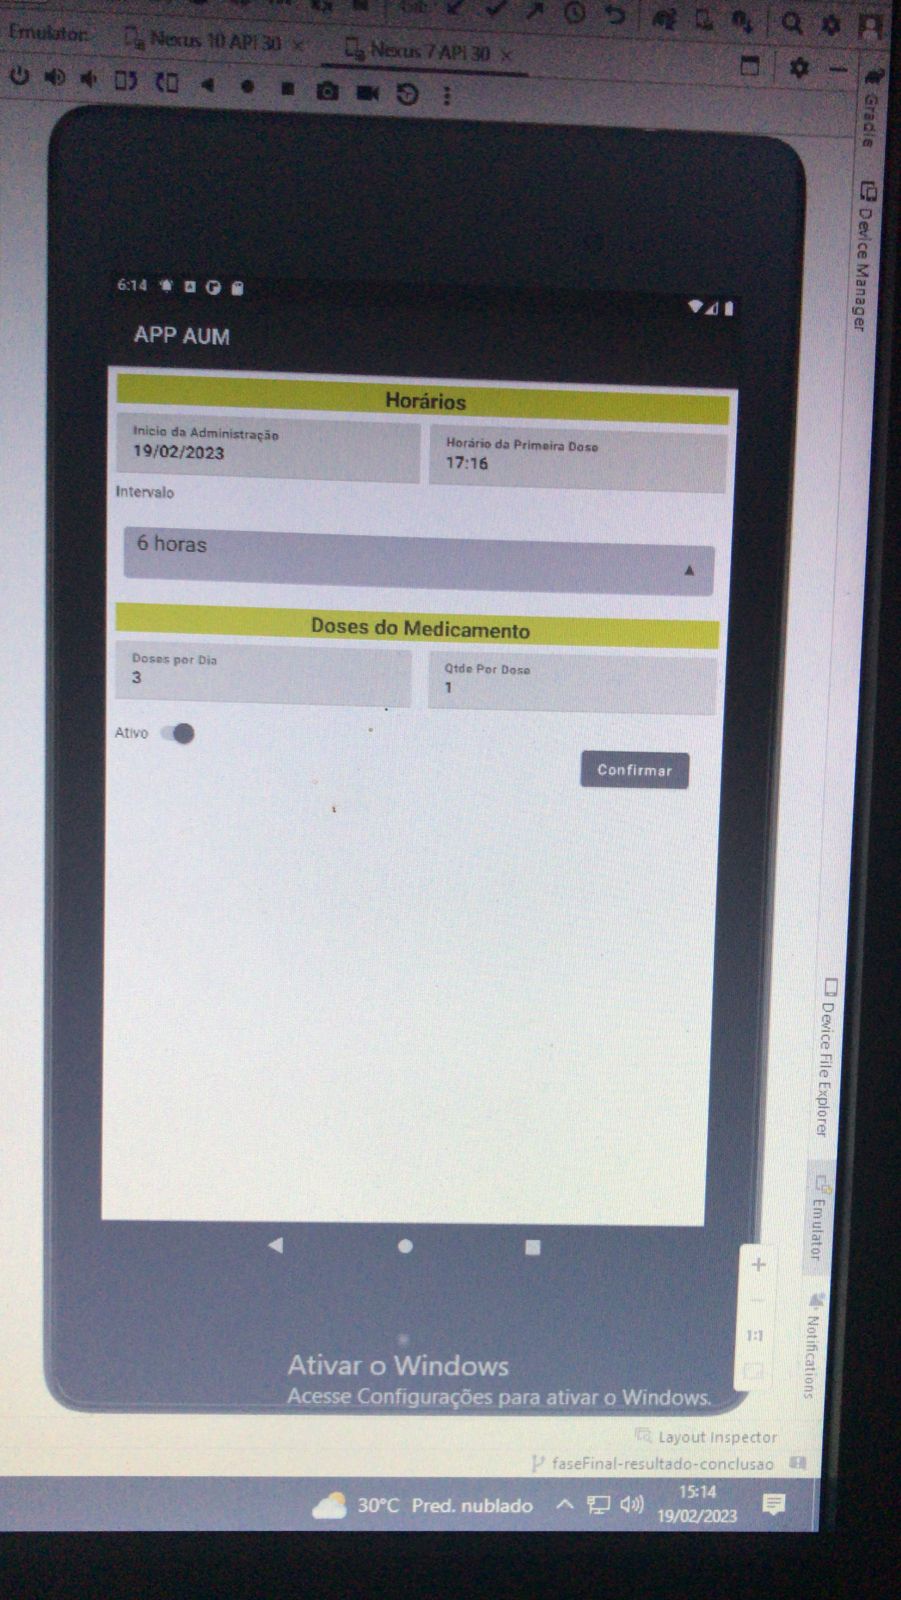 Git:
Emulator: Nexus 10 API 30 Nexus 7 API 30
Gradle
Device Manager
6:14
APP AUM
Horários
Inicio da Administração
19/02/2023
Horário da Primeira Dose
17:16
Intervalo
6 horas
Doses do Medicamento
Doses por Dia
3
Qtde Por Dose
1
Ativo
Confirmar
Device File Explorer
Emulator
Notifications
1:1
Ativar o Windows
Acesse Configurações para ativar o Windows.
Layout Inspector
faseFinal-resultado-conclusao
30°C Pred. nublado
15:14
19/02/2023